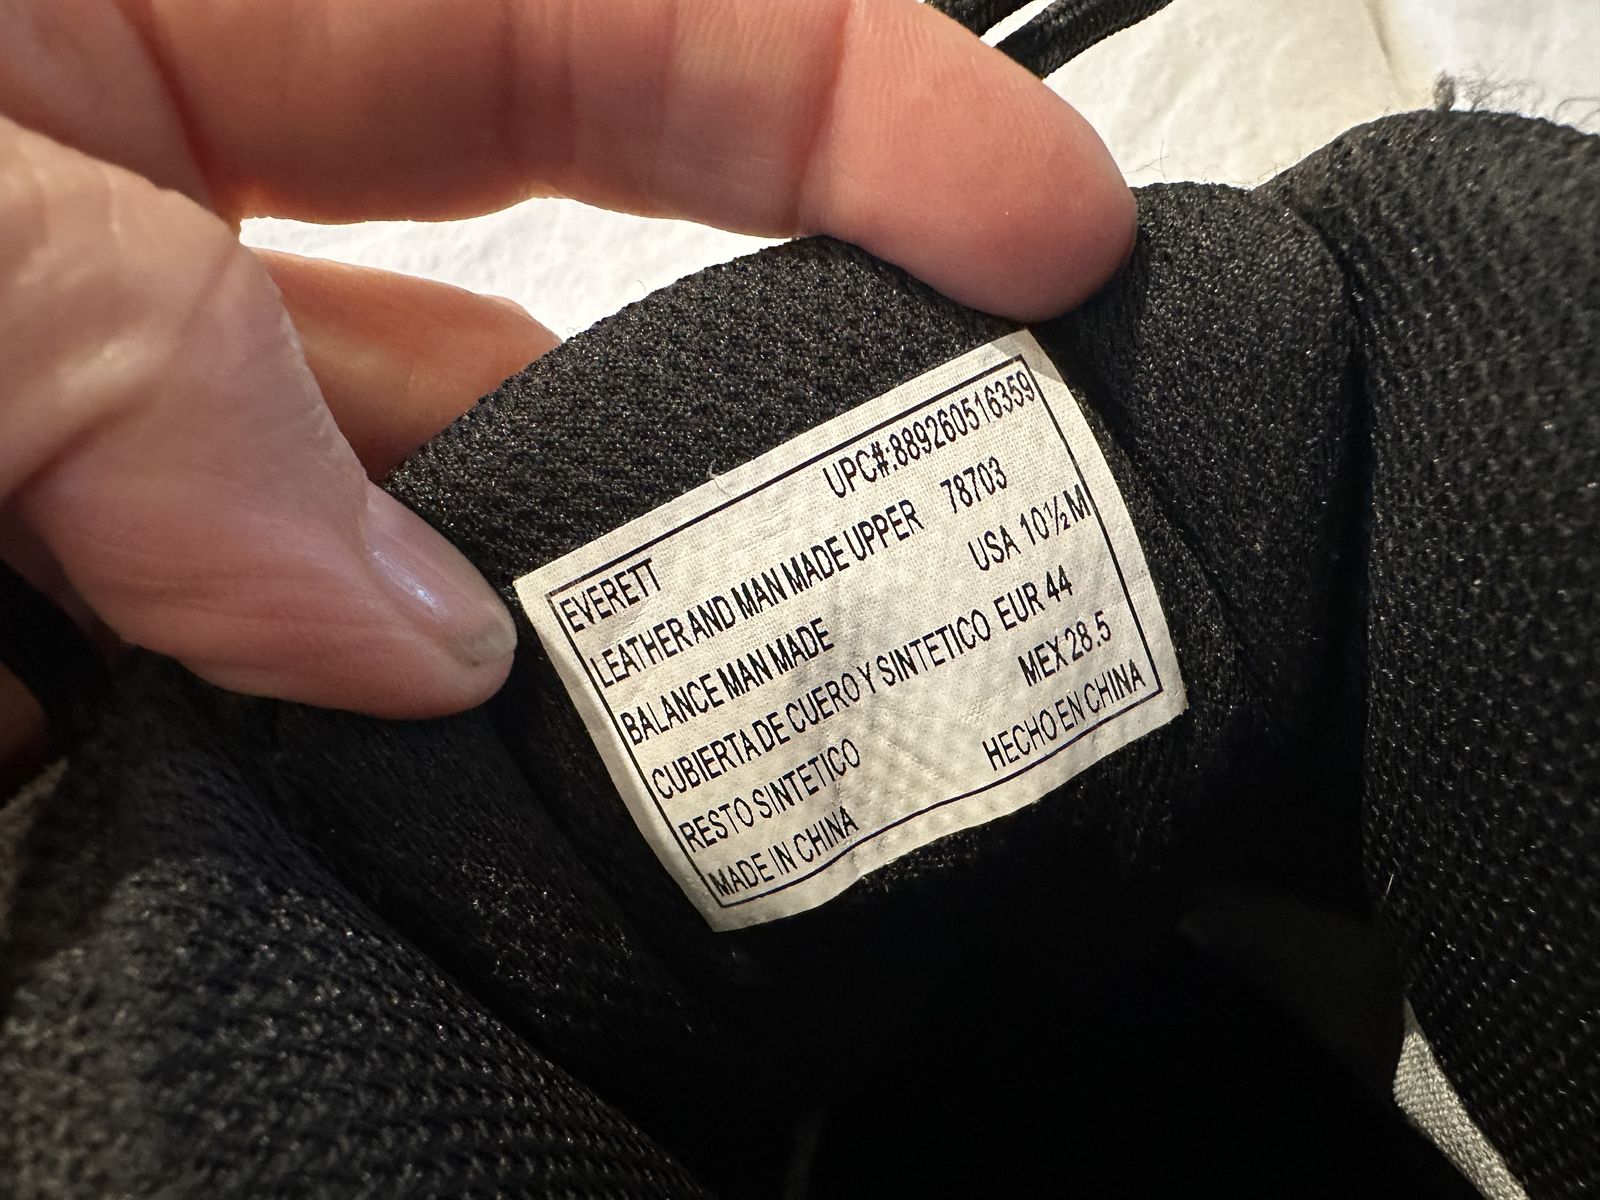 UPC#:889260516359
EVERETT 78703
LEATHER AND MAN MADE UPPER USA 10½M
BALANCE MAN MADE
CUBIERTA DE CUERO Y SINTETICO EUR 44
RESTO SINTETICO MEX 28.5
MADE IN CHINA HECHO EN CHINA